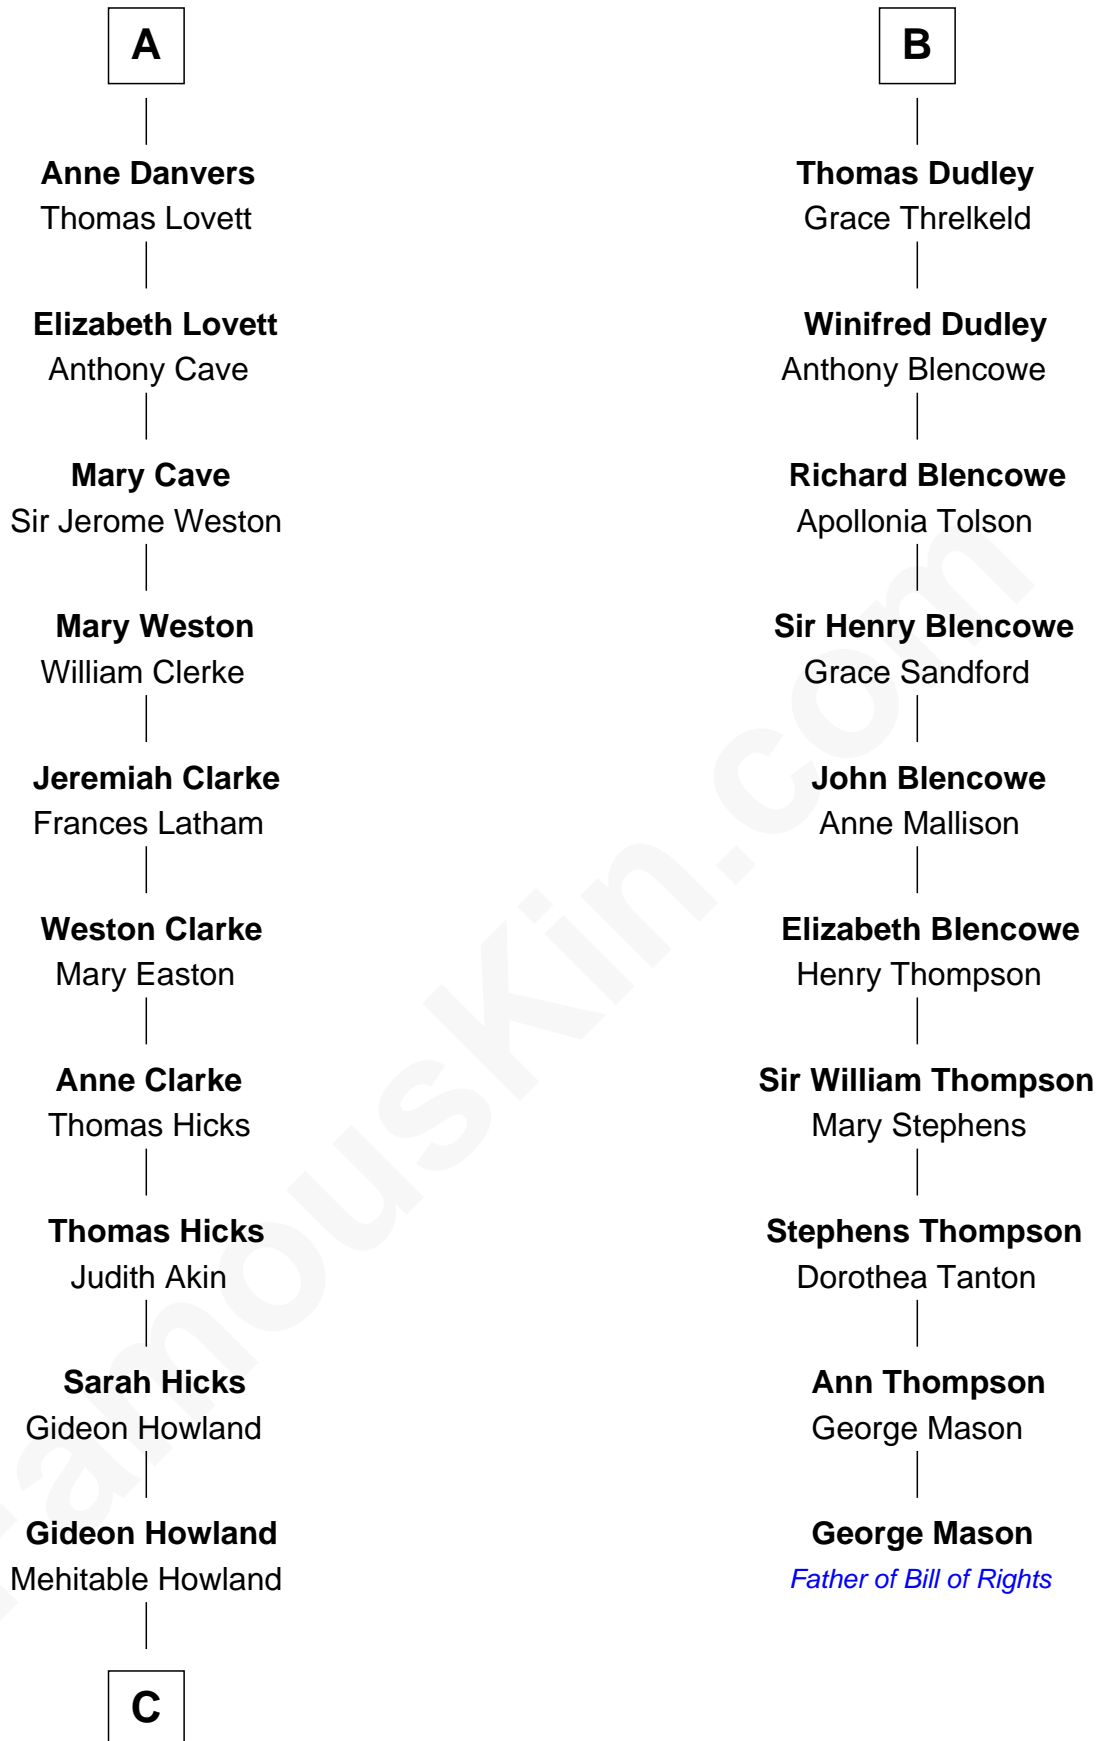 A
Anne Danvers
Thomas Lovett
Elizabeth Lovett
Anthony Cave
Mary Cave
Sir Jerome Weston
Mary Weston
William Clerke
Jeremiah Clarke
Frances Latham
Weston Clarke
Mary Easton
Anne Clarke
Thomas Hicks
Thomas Hicks
Judith Akin
Sarah Hicks
Gideon Howland
Gideon Howland
Mehitable Howland
C
B
Thomas Dudley
Grace Threlkeld
Winifred Dudley
Anthony Blencowe
Richard Blencowe
Apollonia Tolson
Sir Henry Blencowe
Grace Sandford
John Blencowe
Anne Mallison
Elizabeth Blencowe
Henry Thompson
Sir William Thompson
Mary Stephens
Stephens Thompson
Dorothea Tanton
Ann Thompson
George Mason
George Mason
Father of Bill of Rights
FamousKin.com